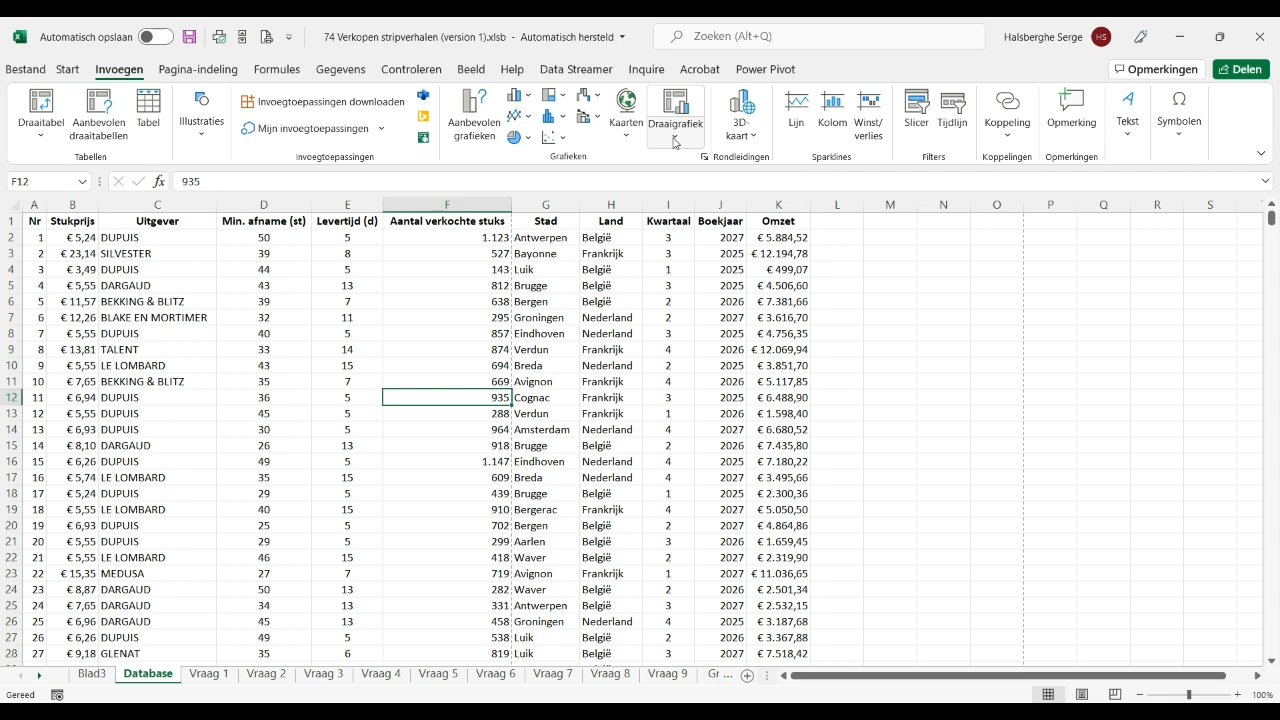 Automatisch opslaan 74 Verkopen stripverhalen (version 1).xlsb - Automatisch hersteld Zoeken (Alt+Q) Halsberghe Serge HS
Bestand Start Invoegen Pagina-indeling Formules Gegevens Controleren Beeld Help Data Streamer Inquire Acrobat Power Pivot Opmerkingen Delen
Draaitabel Aanbevolen draaitabellen Tabel Illustraties Invoegtoepassingen downloaden Mijn invoegtoepassingen Aanbevolen grafieken Kaarten Draaigrafiek 3D-kaart Lijn Kolom Winst/verlies Slicer Tijdlijn Koppeling Opmerking Tekst Symbolen
Tabellen Invoegtoepassingen Grafieken Rondleidingen Sparklines Filters Koppelingen Opmerkingen
F12 fx 935
A B C D E F G H I J K L M N O P Q R S
1 Nr Stukprijs Uitgever Min. afname (st) Levertijd (d) Aantal verkochte stuks Stad Land Kwartaal Boekjaar Omzet
2 1 € 5,24 DUPUIS 50 5 1.123 Antwerpen België 3 2027 € 5.884,52
3 2 € 23,14 SILVESTER 39 8 527 Bayonne Frankrijk 3 2025 € 12.194,78
4 3 € 3,49 DUPUIS 44 5 143 Luik België 1 2025 € 499,07
5 4 € 5,55 DARGAUD 43 13 812 Brugge België 3 2025 € 4.506,60
6 5 € 11,57 BEKKING & BLITZ 39 7 638 Bergen België 2 2026 € 7.381,66
7 6 € 12,26 BLAKE EN MORTIMER 32 11 295 Groningen Nederland 2 2027 € 3.616,70
8 7 € 5,55 DUPUIS 40 5 857 Eindhoven Nederland 3 2025 € 4.756,35
9 8 € 13,81 TALENT 33 14 874 Verdun Frankrijk 4 2026 € 12.069,94
10 9 € 5,55 LE LOMBARD 43 15 694 Breda Nederland 2 2025 € 3.851,70
11 10 € 7,65 BEKKING & BLITZ 35 7 669 Avignon Frankrijk 4 2026 € 5.117,85
12 11 € 6,94 DUPUIS 36 5 935 Cognac Frankrijk 3 2025 € 6.488,90
13 12 € 5,55 DUPUIS 45 5 288 Verdun Frankrijk 1 2026 € 1.598,40
14 13 € 6,93 DUPUIS 30 5 964 Amsterdam Nederland 4 2027 € 6.680,52
15 14 € 8,10 DARGAUD 26 13 918 Brugge België 2 2026 € 7.435,80
16 15 € 6,26 DUPUIS 49 5 1.147 Eindhoven Nederland 4 2025 € 7.180,22
17 16 € 5,74 LE LOMBARD 35 15 609 Breda Nederland 4 2027 € 3.495,66
18 17 € 5,24 DUPUIS 29 5 439 Brugge België 1 2025 € 2.300,36
19 18 € 5,55 LE LOMBARD 40 15 910 Bergerac Frankrijk 4 2027 € 5.050,50
20 19 € 6,93 DUPUIS 25 5 702 Bergen België 2 2027 € 4.864,86
21 20 € 5,55 DUPUIS 29 5 299 Aarlen België 3 2026 € 1.659,45
22 21 € 5,55 LE LOMBARD 46 15 418 Waver België 2 2027 € 2.319,90
23 22 € 15,35 MEDUSA 27 7 719 Avignon Frankrijk 1 2027 € 11.036,65
24 23 € 8,87 DARGAUD 50 13 282 Waver België 2 2026 € 2.501,34
25 24 € 7,65 DARGAUD 34 13 331 Antwerpen België 3 2027 € 2.532,15
26 25 € 6,96 DARGAUD 45 13 458 Groningen Nederland 4 2025 € 3.187,68
27 26 € 6,26 DUPUIS 49 5 538 Luik België 2 2026 € 3.367,88
28 27 € 9,18 GLENAT 35 6 819 Luik België 3 2027 € 7.518,42
Blad3 Database Vraag 1 Vraag 2 Vraag 3 Vraag 4 Vraag 5 Vraag 6 Vraag 7 Vraag 8 Vraag 9 Gr ...
Gereed 100%